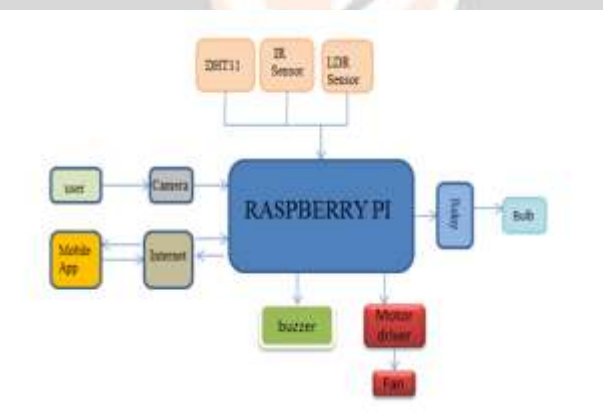 DHT11
IR
Sensor
LDR
Sensor
user
Camera
RASPBERRY PI
Relay
Bulb
Mobile
App
Internet
buzzer
Motor
driver
Fan